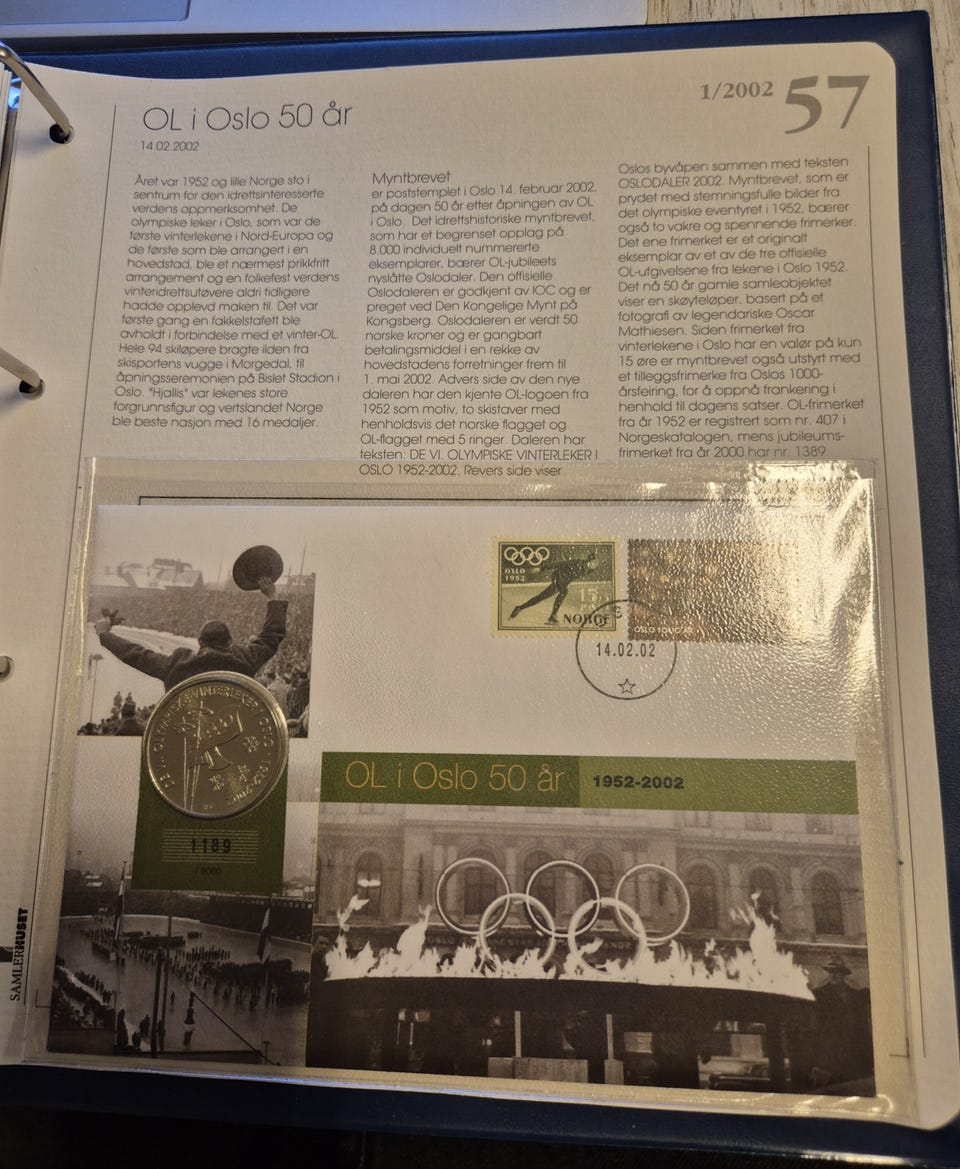 1/2002 57
OL i Oslo 50 år
14.02.2002
Året var 1952 og lille Norge sto i
sentrum for den idrettsinteresserte
verdens oppmerksomhet. De
olympiske leker i Oslo, som var de
første vinterlekene i Nord-Europa og
de første som ble arrangert i en
hovedstad, ble et nærmest prikkfritt
arrangement og en folkefest verdens
vinteridrettsutøvere aldri tidligere
hadde opplevd maken til. Det var
første gang en fakkelstafett ble
avholdt i forbindelse med et vinter-OL.
Hele 94 skiløpere bragte ilden fra
skisportens vugge i Morgedal, til
åpningsseremonien på Bislet Stadion i
Oslo. "Hjallis" var lekenes store
forgrunnsfigur og vertslandet Norge
ble beste nasjon med 16 medaljer.
Myntbrevet
er poststemplet i Oslo 14. februar 2002,
på dagen 50 år etter åpningen av OL
i Oslo. Det idrettshistoriske myntbrevet,
som har et begrenset opplag på
8.000 individuelt nummererte
eksemplarer, bærer OL-jubileets
nyslåtte Oslodaler. Den offisielle
Oslodaleren er godkjent av IOC og er
preget ved Den Kongelige Mynt på
Kongsberg. Oslodaleren er verdt 50
norske kroner og er gangbart
betalingsmiddel i en rekke av
hovedstadens forretninger frem til
1. mai 2002. Advers side av den nye
daleren har den kjente OL-logoen fra
1952 som motiv, to skistaver med
henholdsvis det norske flagget og
OL-flagget med 5 ringer. Daleren har
teksten: DE VI. OLYMPISKE VINTERLEKER I
OSLO 1952-2002. Revers side viser
Oslos byvåpen sammen med teksten
OSLODALER 2002. Myntbrevet, som er
prydet med stemningsfulle bilder fra
det olympiske eventyret i 1952, bærer
også to vakre og spennende frimerker.
Det ene frimerket er et originalt
eksemplar av et av de tre offisielle
OL-utgivelsene fra lekene i Oslo 1952.
Det nå 50 år gamle samleobjektet
viser en skøyteløper, basert på et
fotografi av legendariske Oscar
Mathiesen. Siden frimerket fra
vinterlekene i Oslo har en valør på kun
15 øre er myntbrevet også utstyrt med
et tilleggsfrimerke fra Oslos 1000-
årsfeiring, for å oppnå frankering i
henhold til dagens satser. OL-frimerket
fra år 1952 er registrert som nr. 407 i
Norgeskatalogen, mens jubileums-
frimerket fra år 2000 har nr. 1389.
OSLO
1952
15
NORGE
14.02.02
DE VI. OLYMPISKE VINTERLEKER I OSLO · 1952 2002
OL i Oslo 50 år 1952-2002
1189
/ 8000
SAMLERHUSET